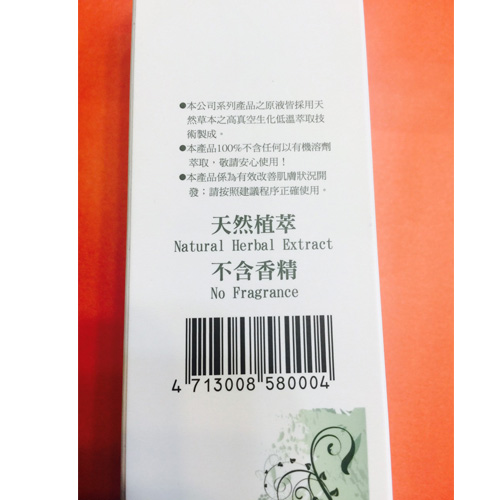 ●本公司系列產品之原液皆採用天
然草本之高真空生化低溫萃取技
術製成。
●本產品100%不含任何以有機溶劑
萃取，敬請安心使用！
●本產品係為有效改善肌膚狀況開
發；請按照建議程序正確使用。
天然植萃
Natural Herbal Extract
不含香精
No Fragrance
4 713008 580004